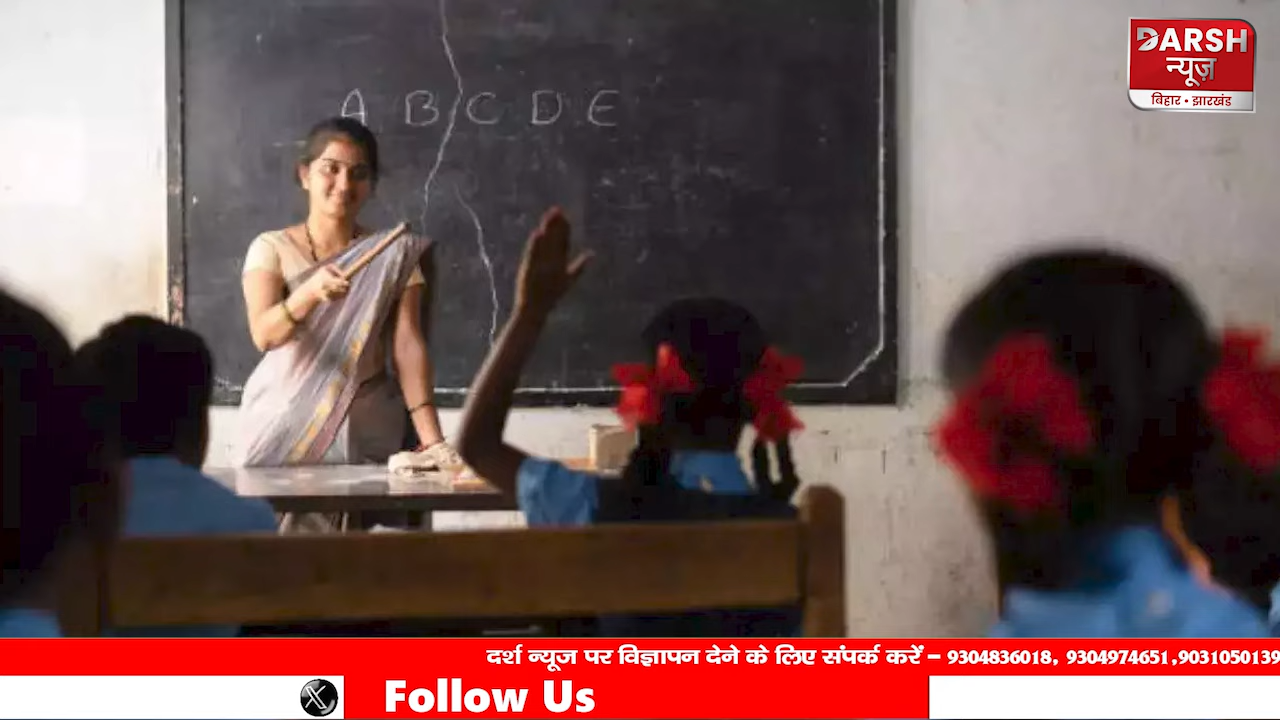 DARSH
न्यूज़
बिहार • झारखंड
A B C D E
दर्श न्यूज पर विज्ञापन देने के लिए संपर्क करें – 9304836018, 9304974651,9031050139
X
Follow Us